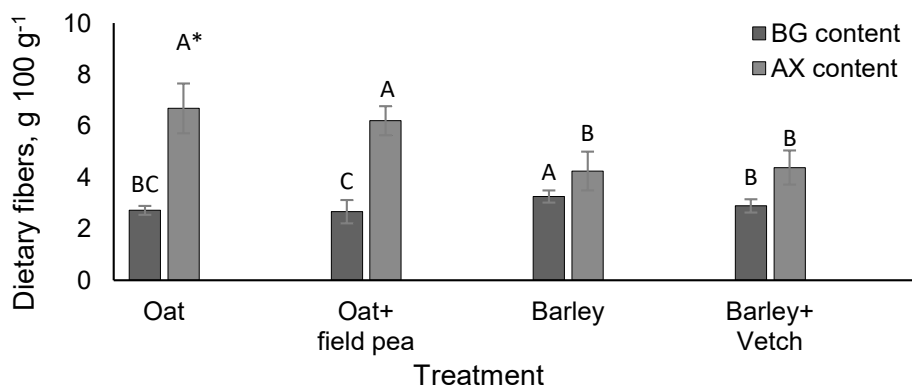 Dietary fibers, g 100 g-1
10
8
6
4
2
0
BG content
AX content
A*
A
B
B
BC
C
A
B
Oat
Oat+
field pea
Barley
Barley+
Vetch
Treatment